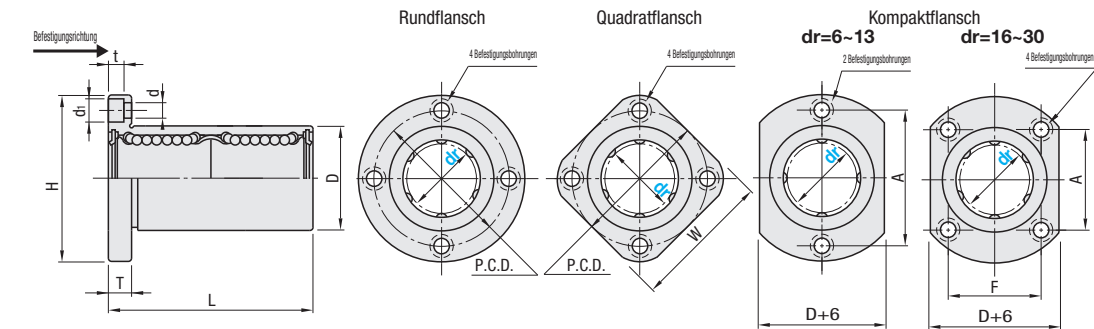 Rundflansch
Quadratflansch
Kompaktflansch
dr=6~13
dr=16~30
Befestigungsrichtung
4 Befestigungsbohrungen
4 Befestigungsbohrungen
2 Befestigungsbohrungen
4 Befestigungsbohrungen
t
d1
d
H
D
T
L
dr
P.C.D.
dr
P.C.D.
W
dr
A
D+6
dr
A
F
D+6